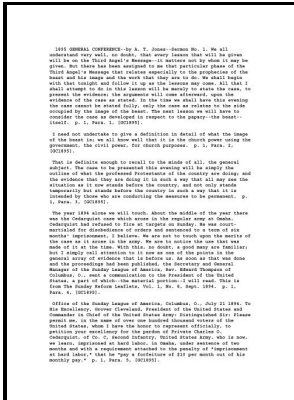 1895 GENERAL CONFERENCE--by A. T. Jones--Sermon No. 1. We all
understand very well, no doubt, that every lesson that will be given
will be on the Third Angel's Message--it matters not by whom it may be
given. But there has been assigned to me that particular phase of the
Third Angel's Message that relates especially to the prophecies of the
beast and his image and the work that they are to do. We shall begin
with that tonight and follow it up as the lessons may come. All that I
shall attempt to do in this lesson will be merely to state the case, to
present the evidence; the arguments will come afterward, upon the
evidence of the case as stated. In the time we shall have this evening
the case cannot be stated fully, only the case as relates to the side
occupied by the image of the beast. The next lesson we will have to
consider the case as developed in respect to the papacy--the beast--
itself. p. 1, Para. 1, [GC1895].
I need not undertake to give a definition in detail of what the image
of the beast is; we all know well that it is the church power using the
government, the civil power, for church purposes. p. 1, Para. 2,
[GC1895].
That is definite enough to recall to the minds of all, the general
subject. The case to be presented this evening will be simply the
outline of what the professed Protestants of the country are doing; and
the evidence that they are doing it in such a way that all may see the
situation as it now stands before the country, and not only stands
temporarily but stands before the country in such a way that it is
intended by those who are conducting the measures to be permanent. p.
1, Para. 3, [GC1895].
The year 1894 alone we will touch. About the middle of the year there
was the Cedarquist case which arose in the regular army at Omaha.
Cedarquist had refused to fire at targets on Sunday. He was court-
martialed for disobedience of orders and sentenced to a term of six
months' imprisonment, I believe. We are not to touch upon the merits of
the case as it arose in the army. We are to notice the use that was
made of it at the time. With this, no doubt, a good many are familiar;
but I simply call attention to it now as one of the points in the
general array of evidence that is before us. As soon as that was done
and the proceedings had been published, the Secretary and General
Manager of the Sunday League of America, Rev. Edward Thompson of
Columbus, O., sent a communication to the President of the United
States, a part of which--the material portion--I will read. This is
from The Sunday Reform Leaflets, Vol. 1, No. 8, Sept. 1894. p. 1,
Para. 4, [GC1895].
Office of the Sunday League of America, Columbus, O., July 21 1894. To
His Excellency, Grover Cleveland, President of the United States and
Commander in Chief of the United States Army; Distinguished Sir: Please
permit me, in the name of over one hundred thousand voters of the
United States, whom I have the honor to represent officially, to
petition your excellency for the pardon of Private Charles O.
Cedarquist, of Co. C, Second Infantry, United States Army, who is now,
we learn, imprisoned at hard labor, in Omaha, under sentence of two
months and with a requirement attached to the penalty of "imprisonment
at hard labor," that he "pay a forfeiture of $10 per month out of his
monthly pay." p. 1, Para. 5, [GC1895].